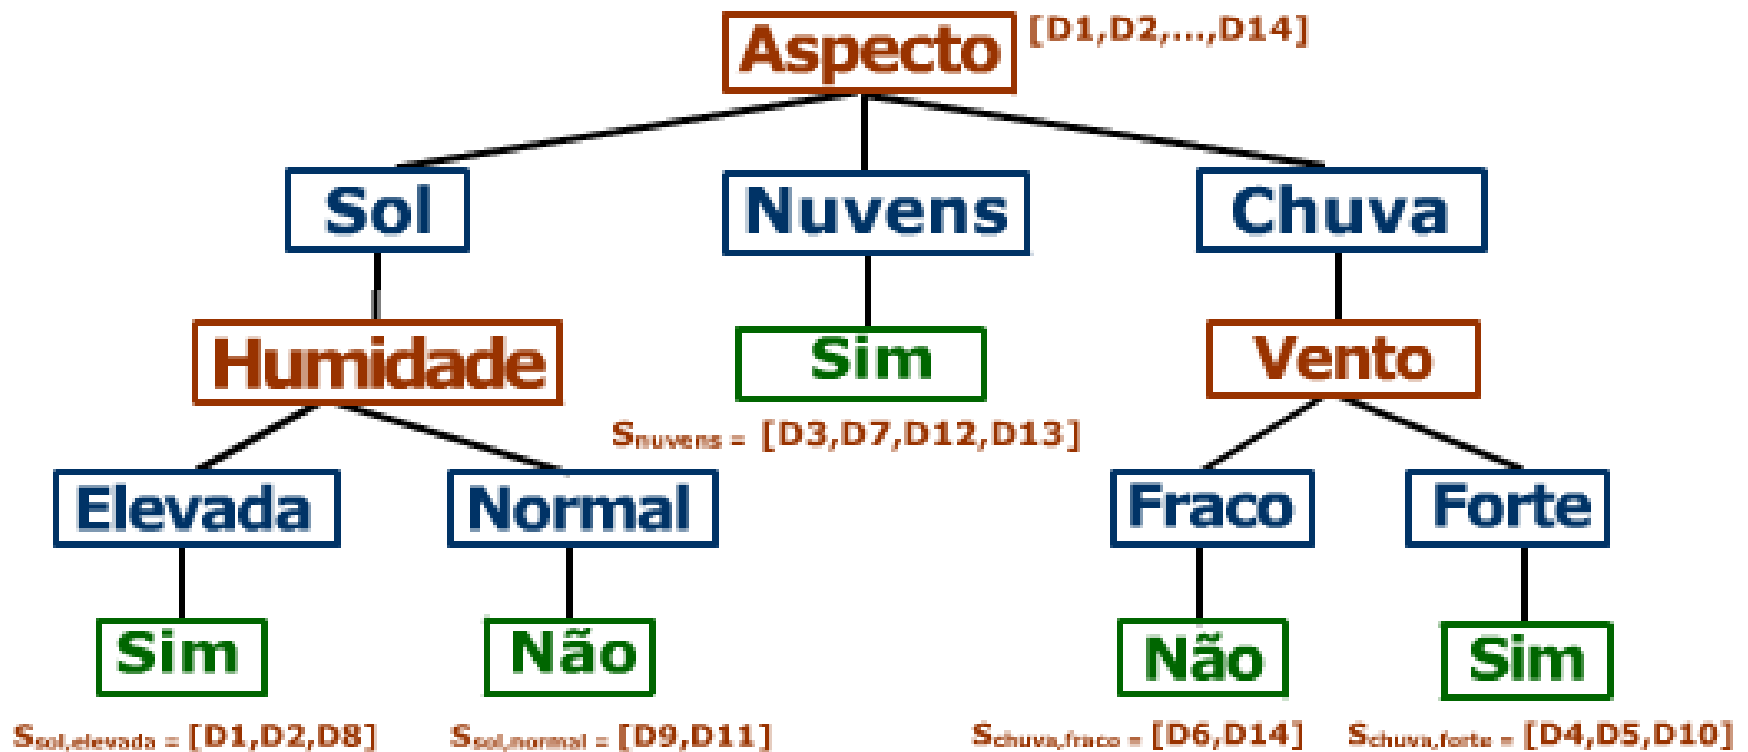 Aspecto [D1,D2,...,D14]
Sol Nuvens Chuva
Humidade Sim Vento
Snuvens = [D3,D7,D12,D13]
Elevada Normal Fraco Forte
Sim Não Não Sim
Ssol,elevada = [D1,D2,D8] Ssol,normal = [D9,D11] Schuva,fraco = [D6,D14] Schuva,forte = [D4,D5,D10]